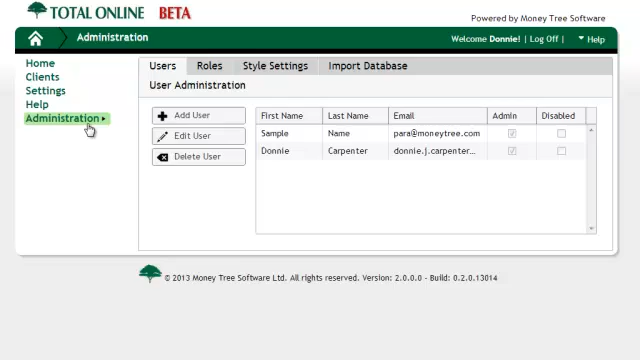 TOTAL ONLINE BETA
Powered by Money Tree Software
Administration
Welcome Donnie! | Log Off | Help
Home
Clients
Settings
Help
Administration
Users Roles Style Settings Import Database
User Administration
Add User
Edit User
Delete User
First Name Last Name Email Admin Disabled
Sample Name para@moneytree.com
Donnie Carpenter donnie.j.carpenter...
© 2013 Money Tree Software Ltd. All rights reserved. Version: 2.0.0.0 - Build: 0.2.0.13014